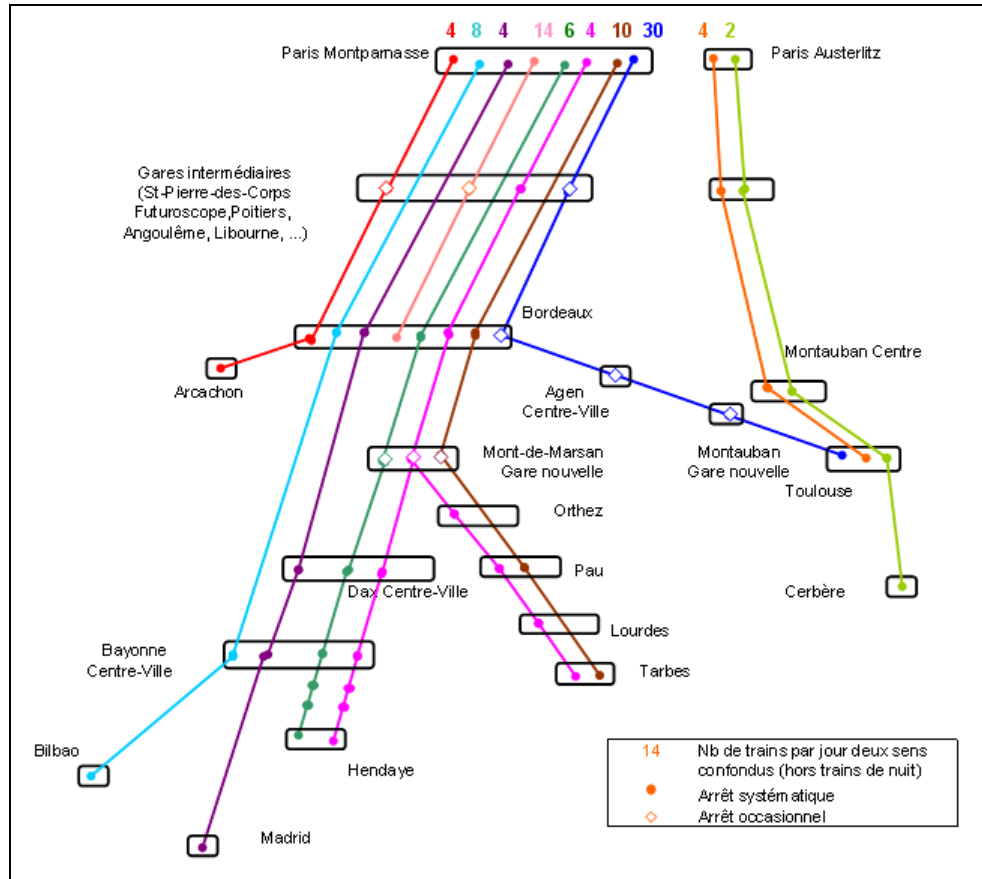 4 8 4 14 6 4 10 30 4 2
Paris Montparnasse
Paris Austerlitz
Gares intermédiaires
(St-Pierre-des-Corps
Futuroscope,Poitiers,
Angoulême, Libourne, ...)
Bordeaux
Montauban Centre
Arcachon
Agen
Centre-Ville
Mont-de-Marsan
Gare nouvelle
Montauban
Gare nouvelle
Toulouse
Orthez
Pau
Dax Centre-Ville
Cerbère
Lourdes
Bayonne
Centre-Ville
Tarbes
Bilbao
Hendaye
Madrid
14 Nb de trains par jour deux sens
confondus (hors trains de nuit)
Arrêt systématique
Arrêt occasionnel